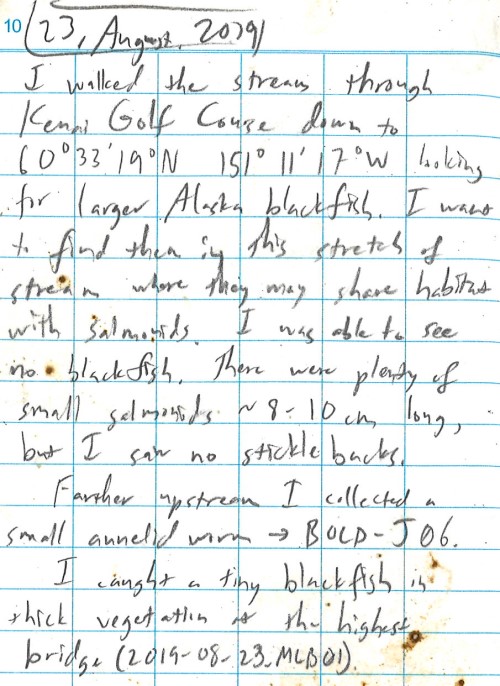 10
23, August, 2019
I walked the stream through
Kenai Golf Couse down to
60°33'19°N 151° 11' 17°W looking
for larger Alaska blackfish. I want
to find them in this stretch of
stream where they may share habitat
with salmonids. I was able to see
no blackfish. There were plenty of
small salmonids ~8-10 cm long,
but I saw no sticklebacks.
Farther upstream I collected a
small annelid worm → BOLD-J06.
I caught a tiny blackfish in
thick vegetation at the highest
bridge (2019-08-23.MLB01).